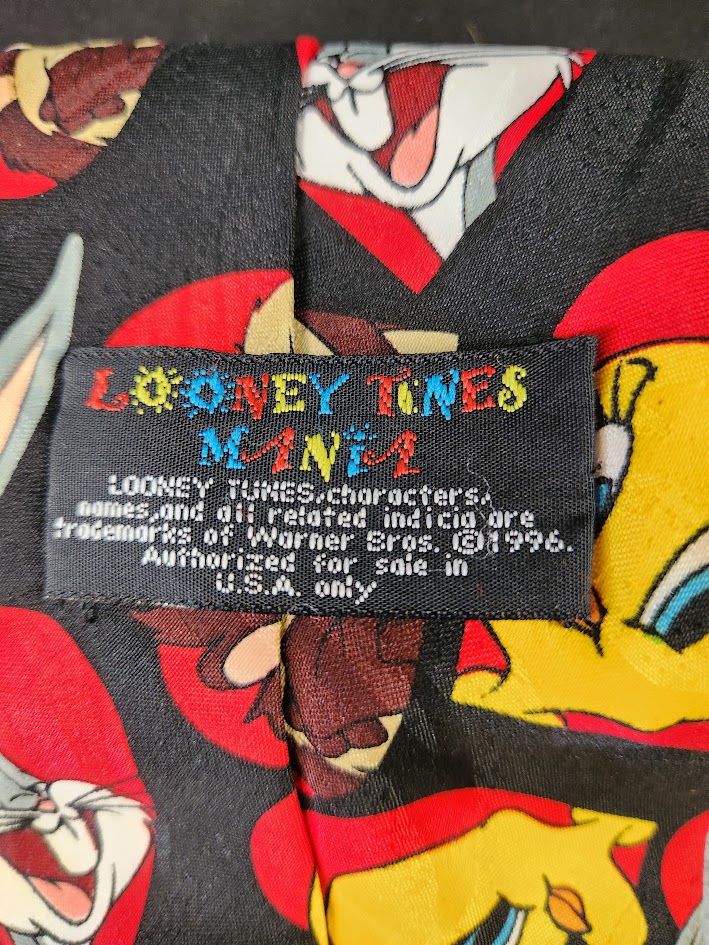 LOONEY TUNES
MANIA
LOONEY TUNES,characters,
names,and all related indicia are
trademarks of Warner Bros. ©1996.
Authorized for sale in
U.S.A. only